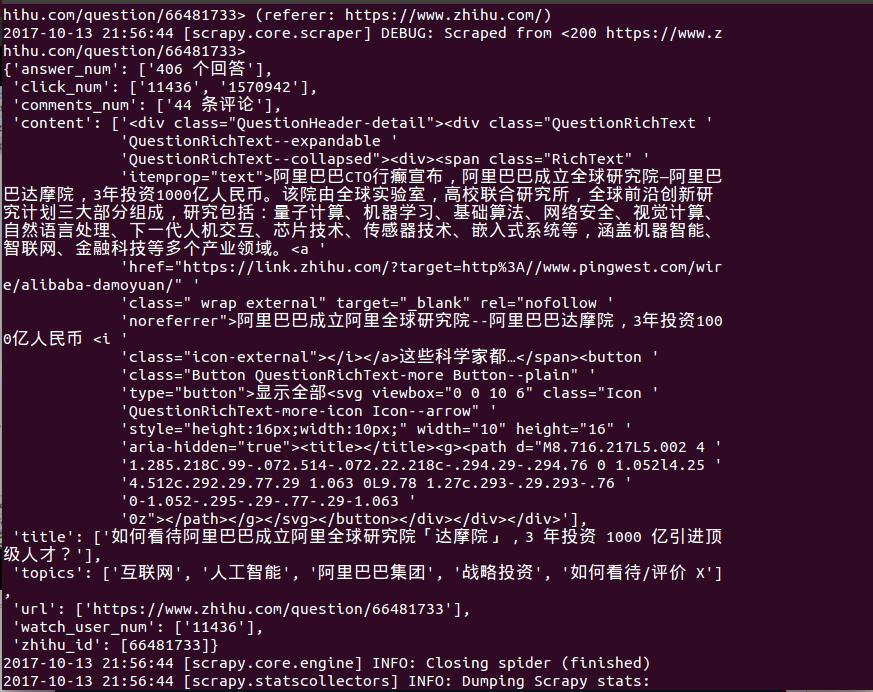 hihu.com/question/66481733> (referer: https://www.zhihu.com/)
2017-10-13 21:56:44 [scrapy.core.scraper] DEBUG: Scraped from <200 https://www.z
hihu.com/question/66481733>
{'answer_num': ['406 个回答'],
 'click_num': ['11436', '1570942'],
 'comments_num': ['44 条评论'],
 'content': ['<div class="QuestionHeader-detail"><div class="QuestionRichText '
             'QuestionRichText--expandable '
             'QuestionRichText--collapsed"><div><span class="RichText" '
             'itemprop="text">阿里巴巴CTO行癫宣布，阿里巴巴成立全球研究院—阿里巴
巴达摩院，3年投资1000亿人民币。该院由全球实验室，高校联合研究所，全球前沿创新研
究计划三大部分组成，研究包括：量子计算、机器学习、基础算法、网络安全、视觉计算、
自然语言处理、下一代人机交互、芯片技术、传感器技术、嵌入式系统等，涵盖机器智能、
智联网、金融科技等多个产业领域。<a '
             'href="https://link.zhihu.com/?target=http%3A//www.pingwest.com/wir
e/alibaba-damoyuan/" '
             'class=" wrap external" target="_blank" rel="nofollow '
             'noreferrer">阿里巴巴成立阿里全球研究院--阿里巴巴达摩院，3年投资100
0亿人民币 <i '
             'class="icon-external"></i></a>这些科学家都…</span><button '
             'class="Button QuestionRichText-more Button--plain" '
             'type="button">显示全部<svg viewbox="0 0 10 6" class="Icon '
             'QuestionRichText-more-icon Icon--arrow" '
             'style="height:16px;width:10px;" width="10" height="16" '
             'aria-hidden="true"><title></title><g><path d="M8.716.217L5.002 4 '
             '1.285.218C.99-.072.514-.072.22.218c-.294.29-.294.76 0 1.052l4.25 '
             '4.512c.292.29.77.29 1.063 0L9.78 1.27c.293-.29.293-.76 '
             '0-1.052-.295-.29-.77-.29-1.063 '
             '0z"></path></g></svg></button></div></div></div>'],
 'title': ['如何看待阿里巴巴成立阿里全球研究院「达摩院」，3 年投资 1000 亿引进顶
级人才？'],
 'topics': ['互联网', '人工智能', '阿里巴巴集团', '战略投资', '如何看待/评价 X']
,
 'url': ['https://www.zhihu.com/question/66481733'],
 'watch_user_num': ['11436'],
 'zhihu_id': [66481733]}
2017-10-13 21:56:44 [scrapy.core.engine] INFO: Closing spider (finished)
2017-10-13 21:56:44 [scrapy.statscollectors] INFO: Dumping Scrapy stats: